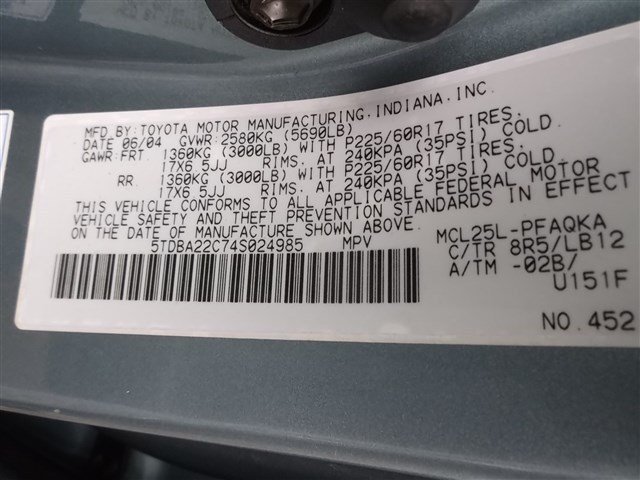 MFD. BY: TOYOTA MOTOR MANUFACTURING, INDIANA, INC.
DATE 06/04 GVWR: 2580KG (5690LB)
GAWR: FRT. 1360KG (3000LB) WITH P225/60R17 TIRES,
17X6.5JJ RIMS, AT 240KPA (35PSI) COLD.
RR. 1360KG (3000LB) WITH P225/60R17 TIRES,
17X6.5JJ RIMS, AT 240KPA (35PSI) COLD.
THIS VEHICLE CONFORMS TO ALL APPLICABLE FEDERAL MOTOR
VEHICLE SAFETY AND THEFT PREVENTION STANDARDS IN EFFECT
ON THE DATE OF MANUFACTURE SHOWN ABOVE.
5TDBA22C74S024985 MPV
MCL25L-PFAQKA
C/TR 8R5/LB12
A/TM -02B/
U151F
NO. 452